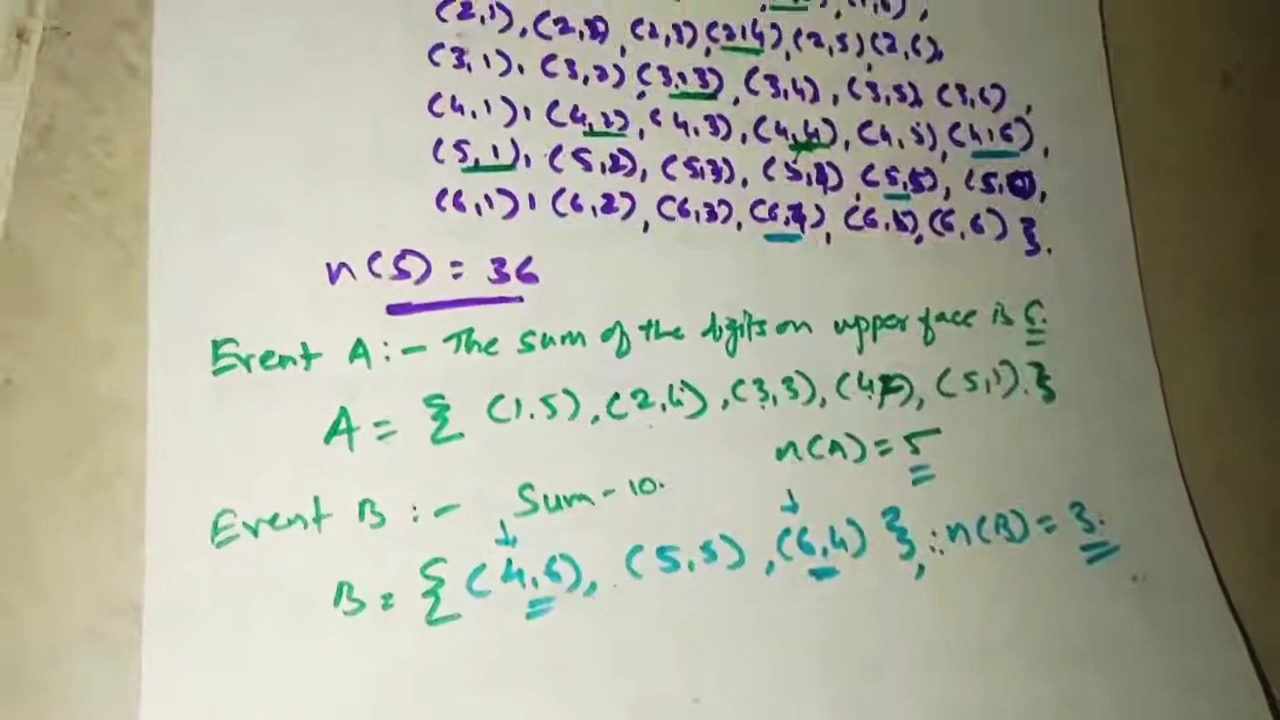 (2,1), (2,2), (2,3), (2,4), (2,5), (2,6),
(3,1), (3,2), (3,3), (3,4), (3,5), (3,6),
(4,1), (4,2), (4,3), (4,4), (4,5), (4,6),
(5,1), (5,2), (5,3), (5,4), (5,5), (5,6),
(6,1), (6,2), (6,3), (6,4), (6,5), (6,6) }.
n(S) = 36
Event A :- The sum of the digits on upper face is 6.
A = { (1,5), (2,4), (3,3), (4,2), (5,1) }
n(A) = 5
Event B :- Sum - 10.
B = { (4,6), (5,5), (6,4) }, ∴ n(B) = 3.